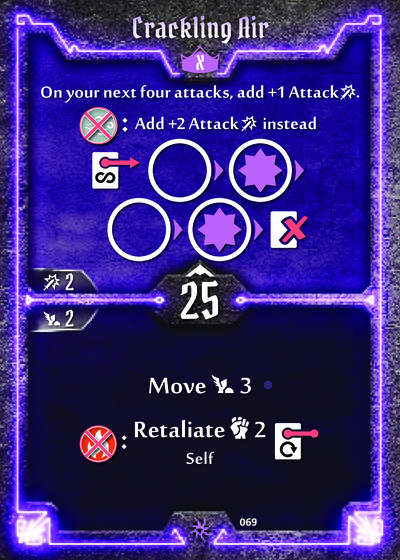 Crackling Air
X
On your next four attacks, add +1 Attack.
: Add +2 Attack instead
2
25
2
Move 3
: Retaliate 2
Self
069